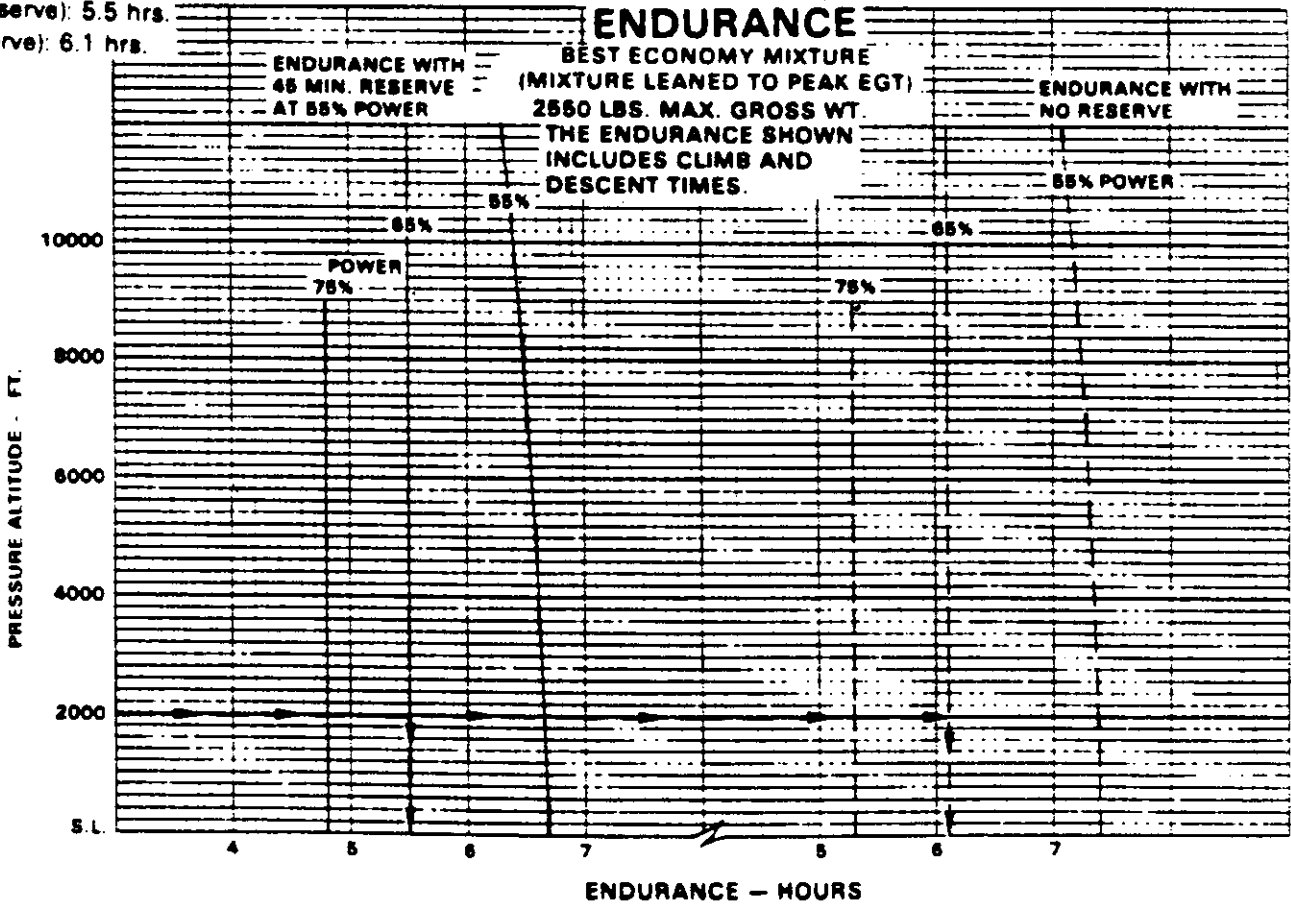 serve): 5.5 hrs.
rve): 6.1 hrs.
ENDURANCE
BEST ECONOMY MIXTURE
(MIXTURE LEANED TO PEAK EGT)
2550 LBS. MAX. GROSS WT.
THE ENDURANCE SHOWN
INCLUDES CLIMB AND
DESCENT TIMES.
ENDURANCE WITH
45 MIN. RESERVE
AT 55% POWER
ENDURANCE WITH
NO RESERVE
55% POWER
55%
65%
65%
POWER
75%
75%
10000
8000
6000
4000
2000
S.L.
PRESSURE ALTITUDE - FT.
4 5 6 7 5 6 7
ENDURANCE — HOURS